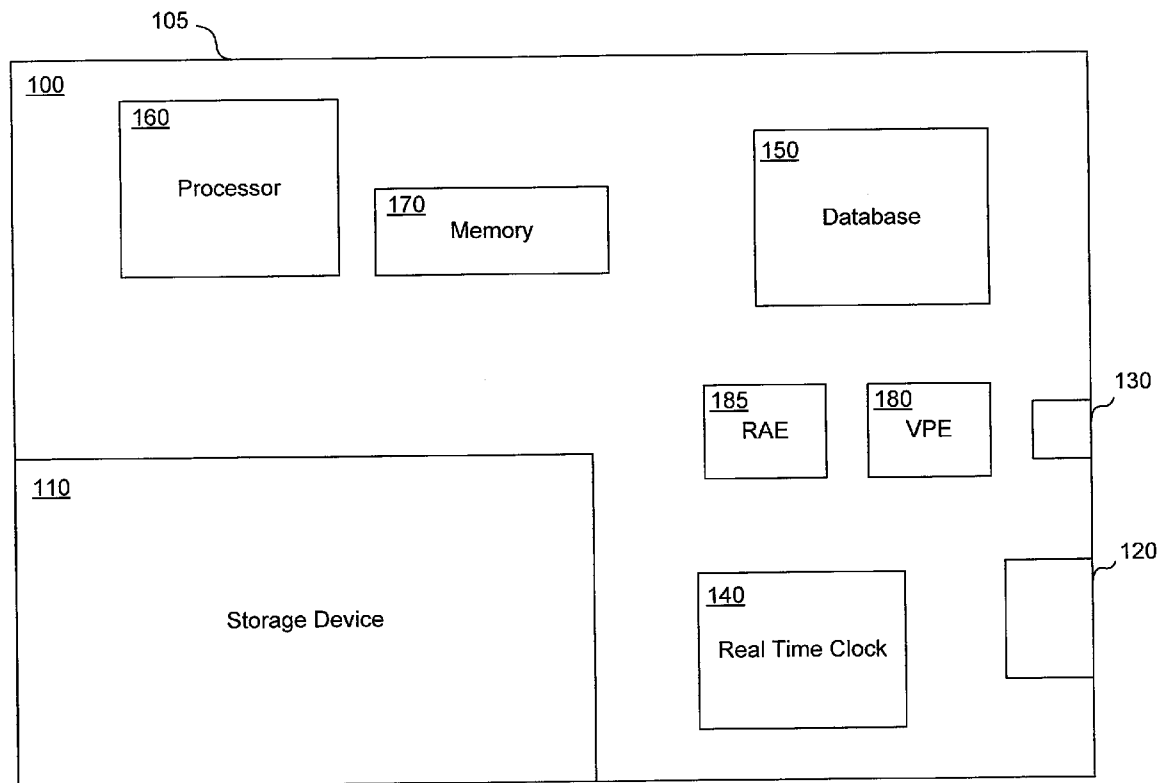 105
100
160
Processor
170
Memory
150
Database
130
185
RAE
180
VPE
120
110
Storage Device
140
Real Time Clock